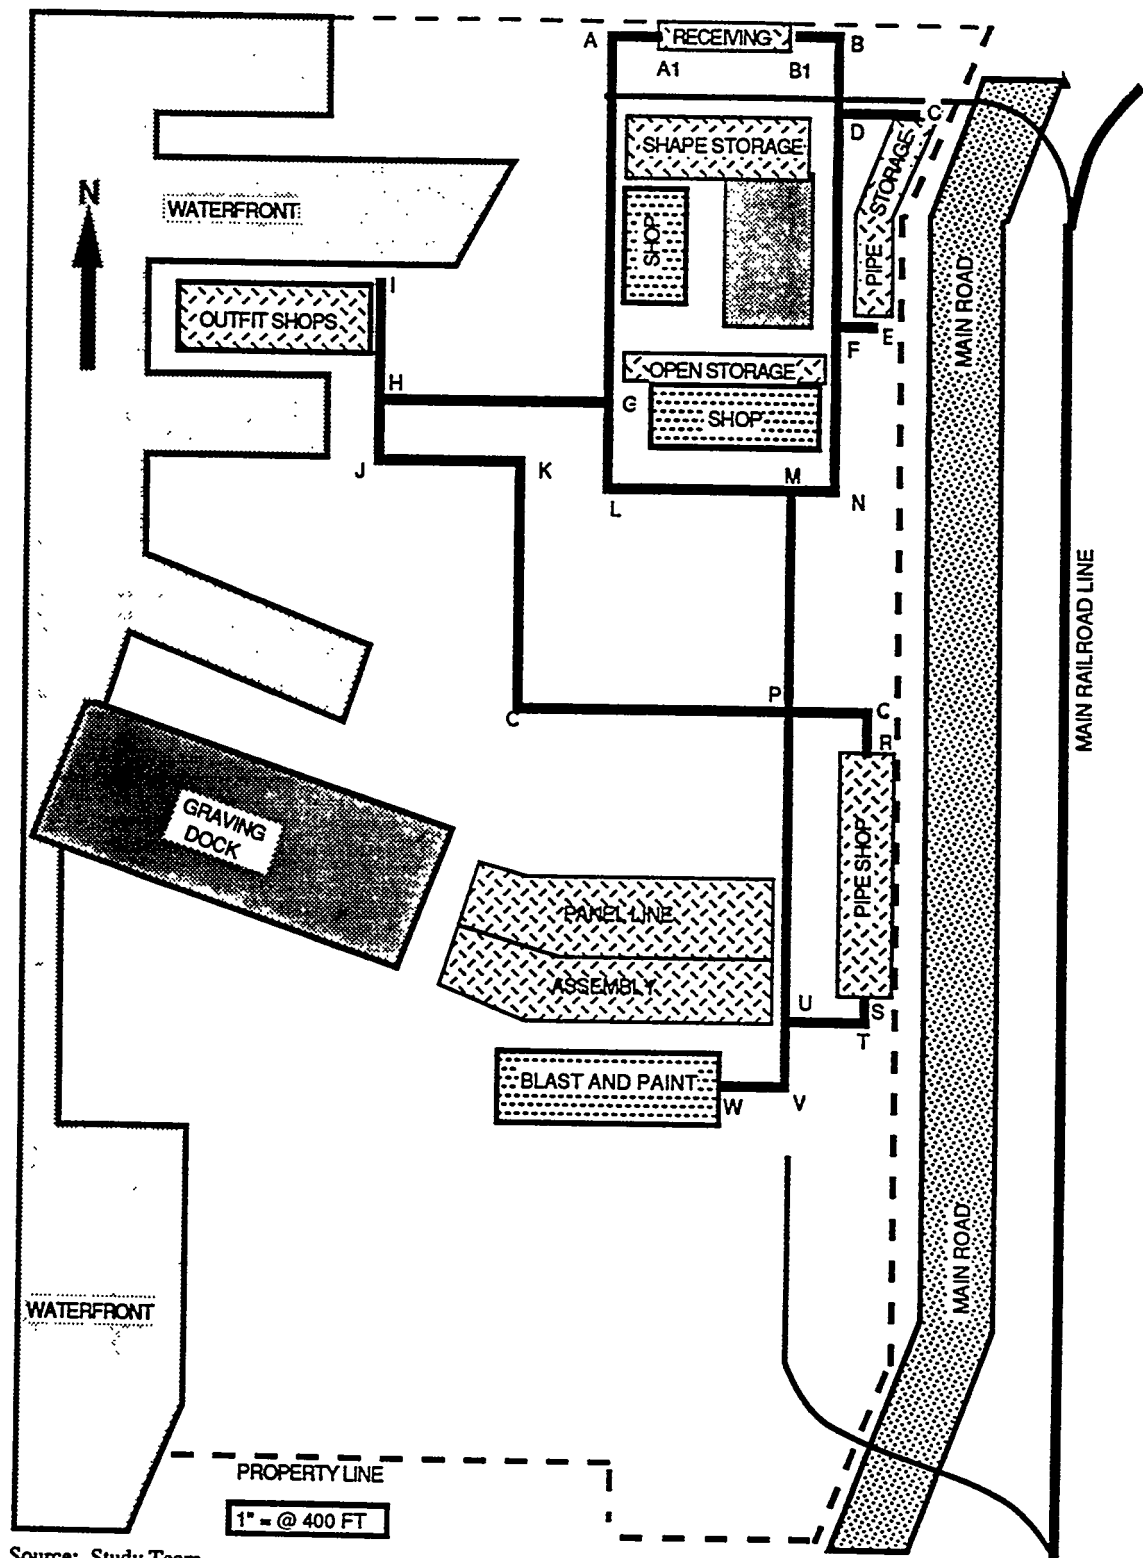 A
RECEIVING
B
A1
B1
C
D
SHAPE STORAGE
STORAGE
N
WATERFRONT
SHOP
PIPE
MAIN ROAD
I
OUTFIT SHOPS
E
F
OPEN STORAGE
H
G
SHOP
J
K
M
N
L
MAIN RAILROAD LINE
P
C
C
R
GRAVING
DOCK
PIPE SHOP
PANEL LINE
ASSEMBLY
U
S
T
BLAST AND PAINT
W
V
MAIN ROAD
WATERFRONT
PROPERTY LINE
1" = @ 400 FT
Source: Study Team